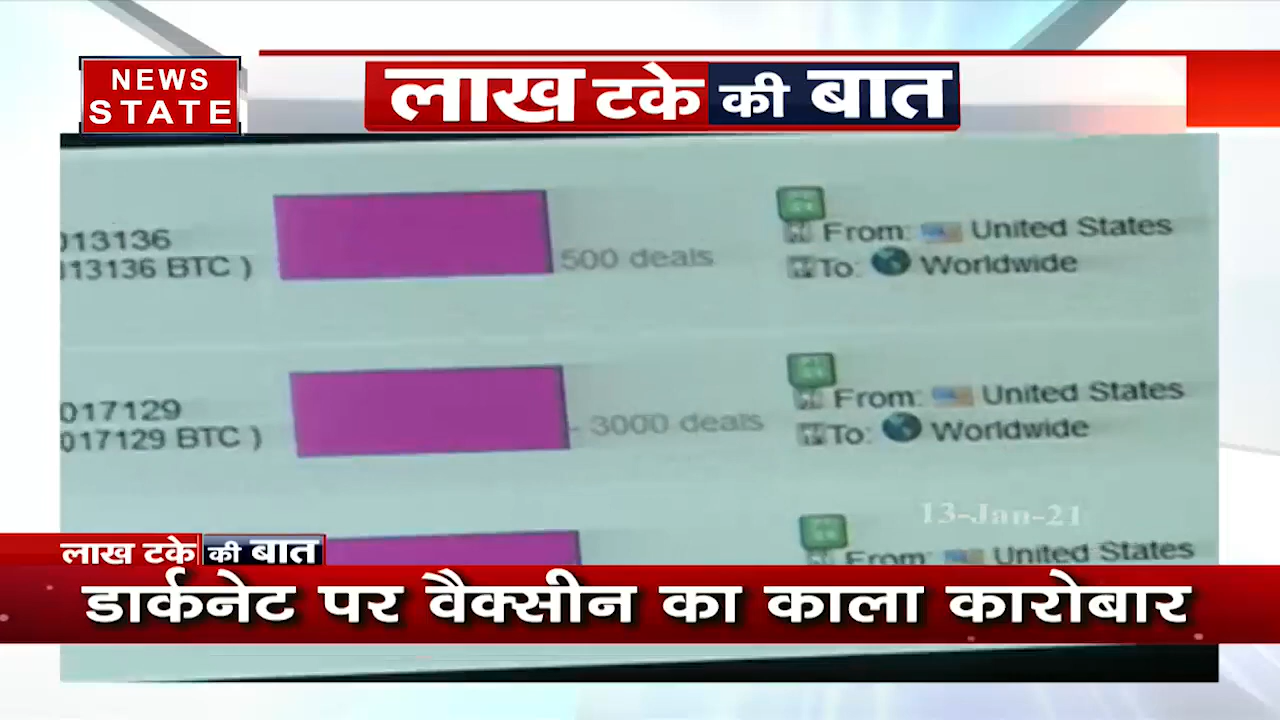 NEWS
STATE
लाख टके की बात
013136
013136 BTC )
500 deals
From: United States
To: Worldwide
017129
017129 BTC )
- 3000 deals
From: United States
To: Worldwide
13-Jan-21
From: United States
लाख टके की बात
डार्कनेट पर वैक्सीन का काला कारोबार